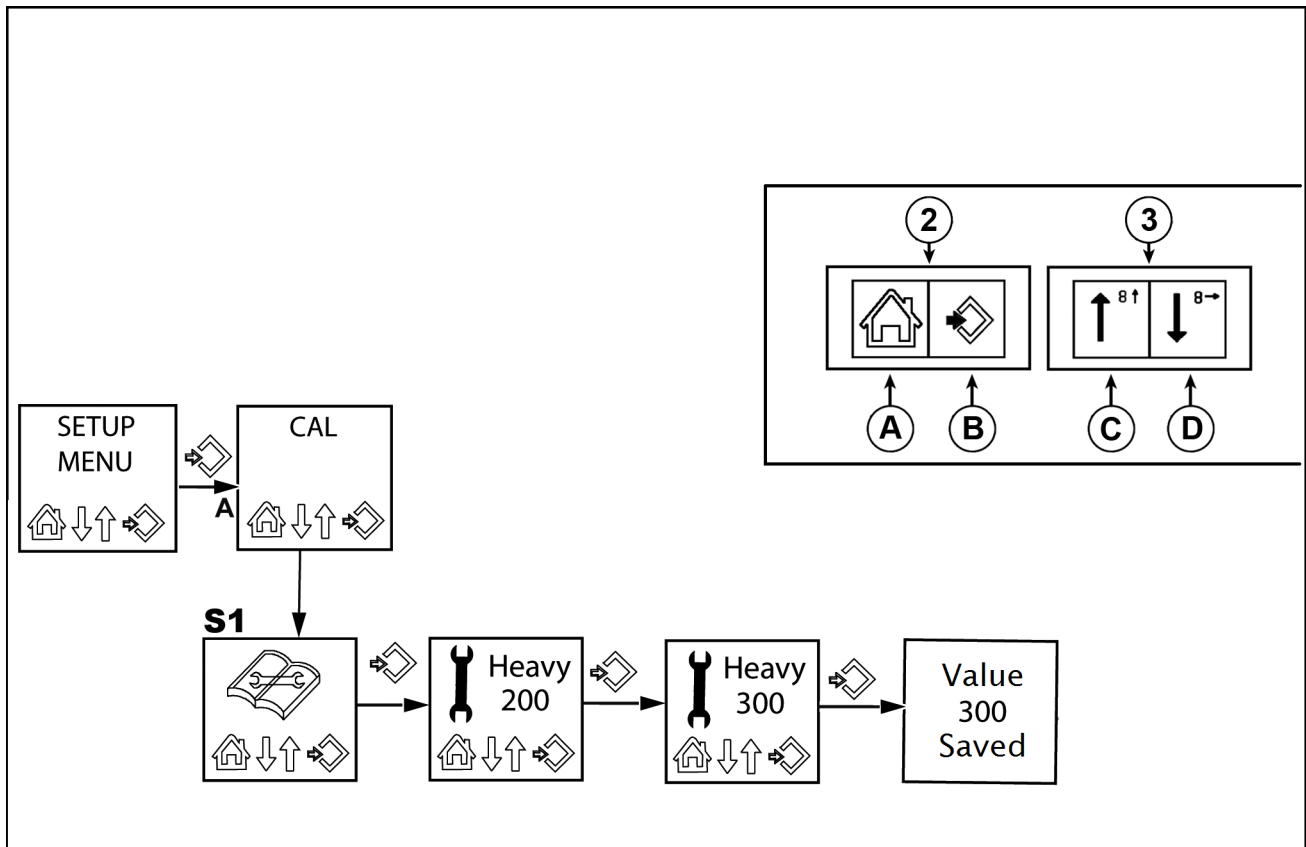 2
3
8↑
8→
A
B
C
D
SETUP
MENU
A
CAL
S1
Heavy
200
Heavy
300
Value
300
Saved